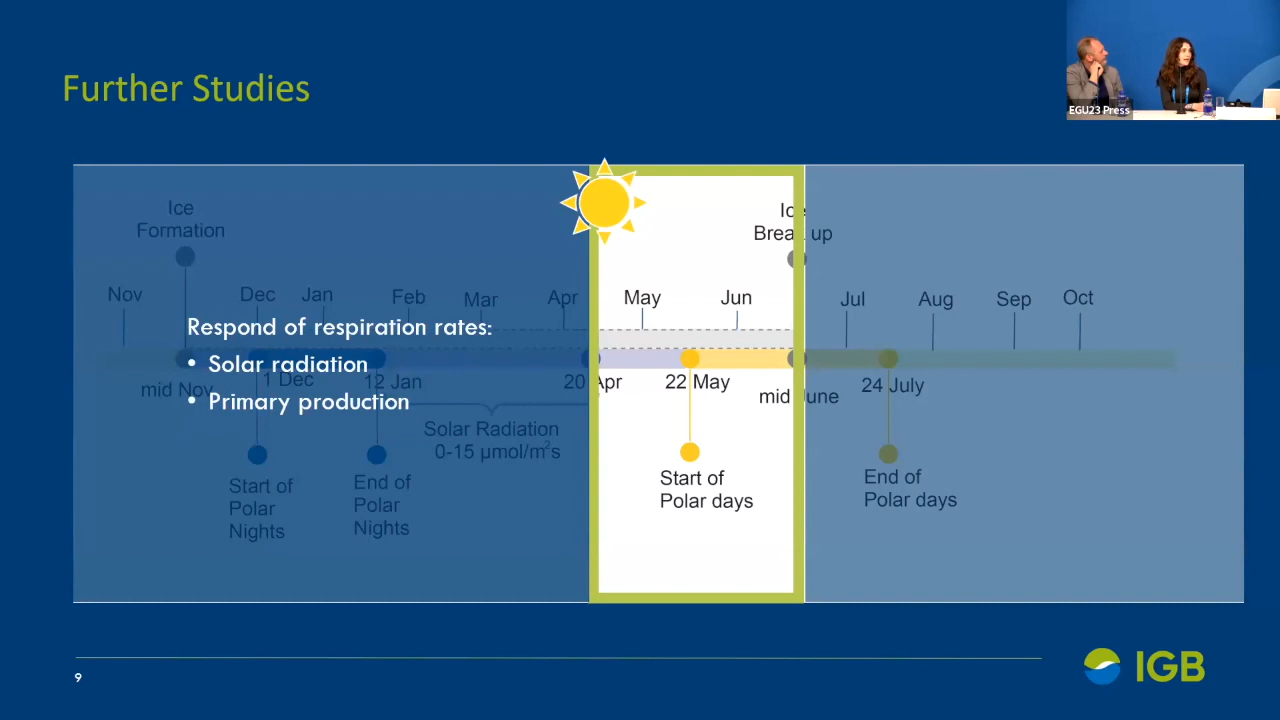 Further Studies
EGU23 Press
Ice
Formation
Ice
Break up
Nov
Dec
Jan
Feb
Mar
Apr
May
Jun
Jul
Aug
Sep
Oct
Respond of respiration rates:
• Solar radiation
• Primary production
mid Nov
1 Dec
12 Jan
20 Apr
22 May
mid June
24 July
Solar Radiation
0-15 µmol/m²s
Start of
Polar
Nights
End of
Polar
Nights
Start of
Polar days
End of
Polar days
9
IGB